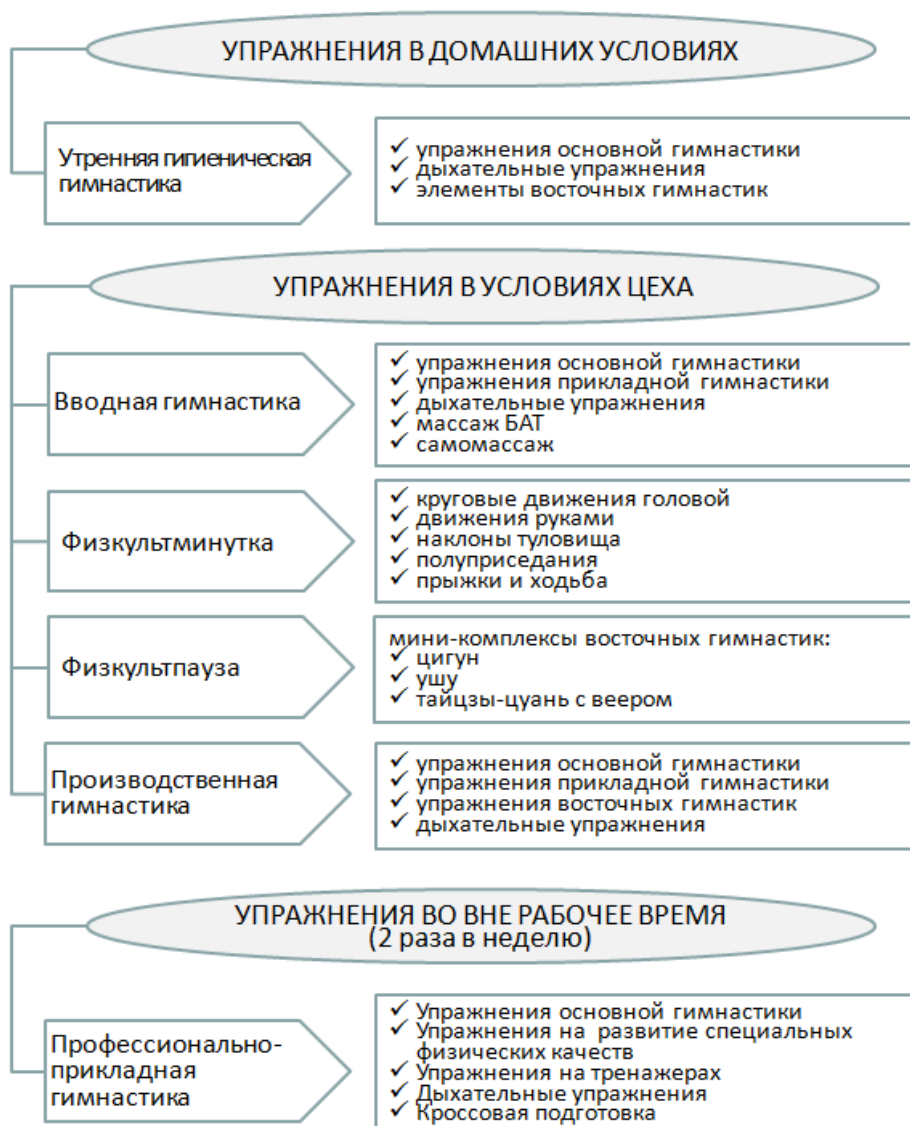 УПРАЖНЕНИЯ В ДОМАШНИХ УСЛОВИЯХ
Утренняя гигиеническая
гимнастика
✓ упражнения основной гимнастики
✓ дыхательные упражнения
✓ элементы восточных гимнастик
УПРАЖНЕНИЯ В УСЛОВИЯХ ЦЕХА
Вводная гимнастика
✓ упражнения основной гимнастики
✓ упражнения прикладной гимнастики
✓ дыхательные упражнения
✓ массаж БАТ
✓ самомассаж
Физкультминутка
✓ круговые движения головой
✓ движения руками
✓ наклоны туловища
✓ полуприседания
✓ прыжки и ходьба
Физкультпауза
мини-комплексы восточных гимнастик:
✓ цигун
✓ ушу
✓ тайцзы-цуань с веером
Производственная
гимнастика
✓ упражнения основной гимнастики
✓ упражнения прикладной гимнастики
✓ упражнения восточных гимнастик
✓ дыхательные упражнения
УПРАЖНЕНИЯ ВО ВНЕ РАБОЧЕЕ ВРЕМЯ
(2 раза в неделю)
Профессионально-
прикладная
гимнастика
✓ Упражнения основной гимнастики
✓ Упражнения на развитие специальных
физических качеств
✓ Упражнения на тренажерах
✓ Дыхательные упражнения
✓ Кроссовая подготовка